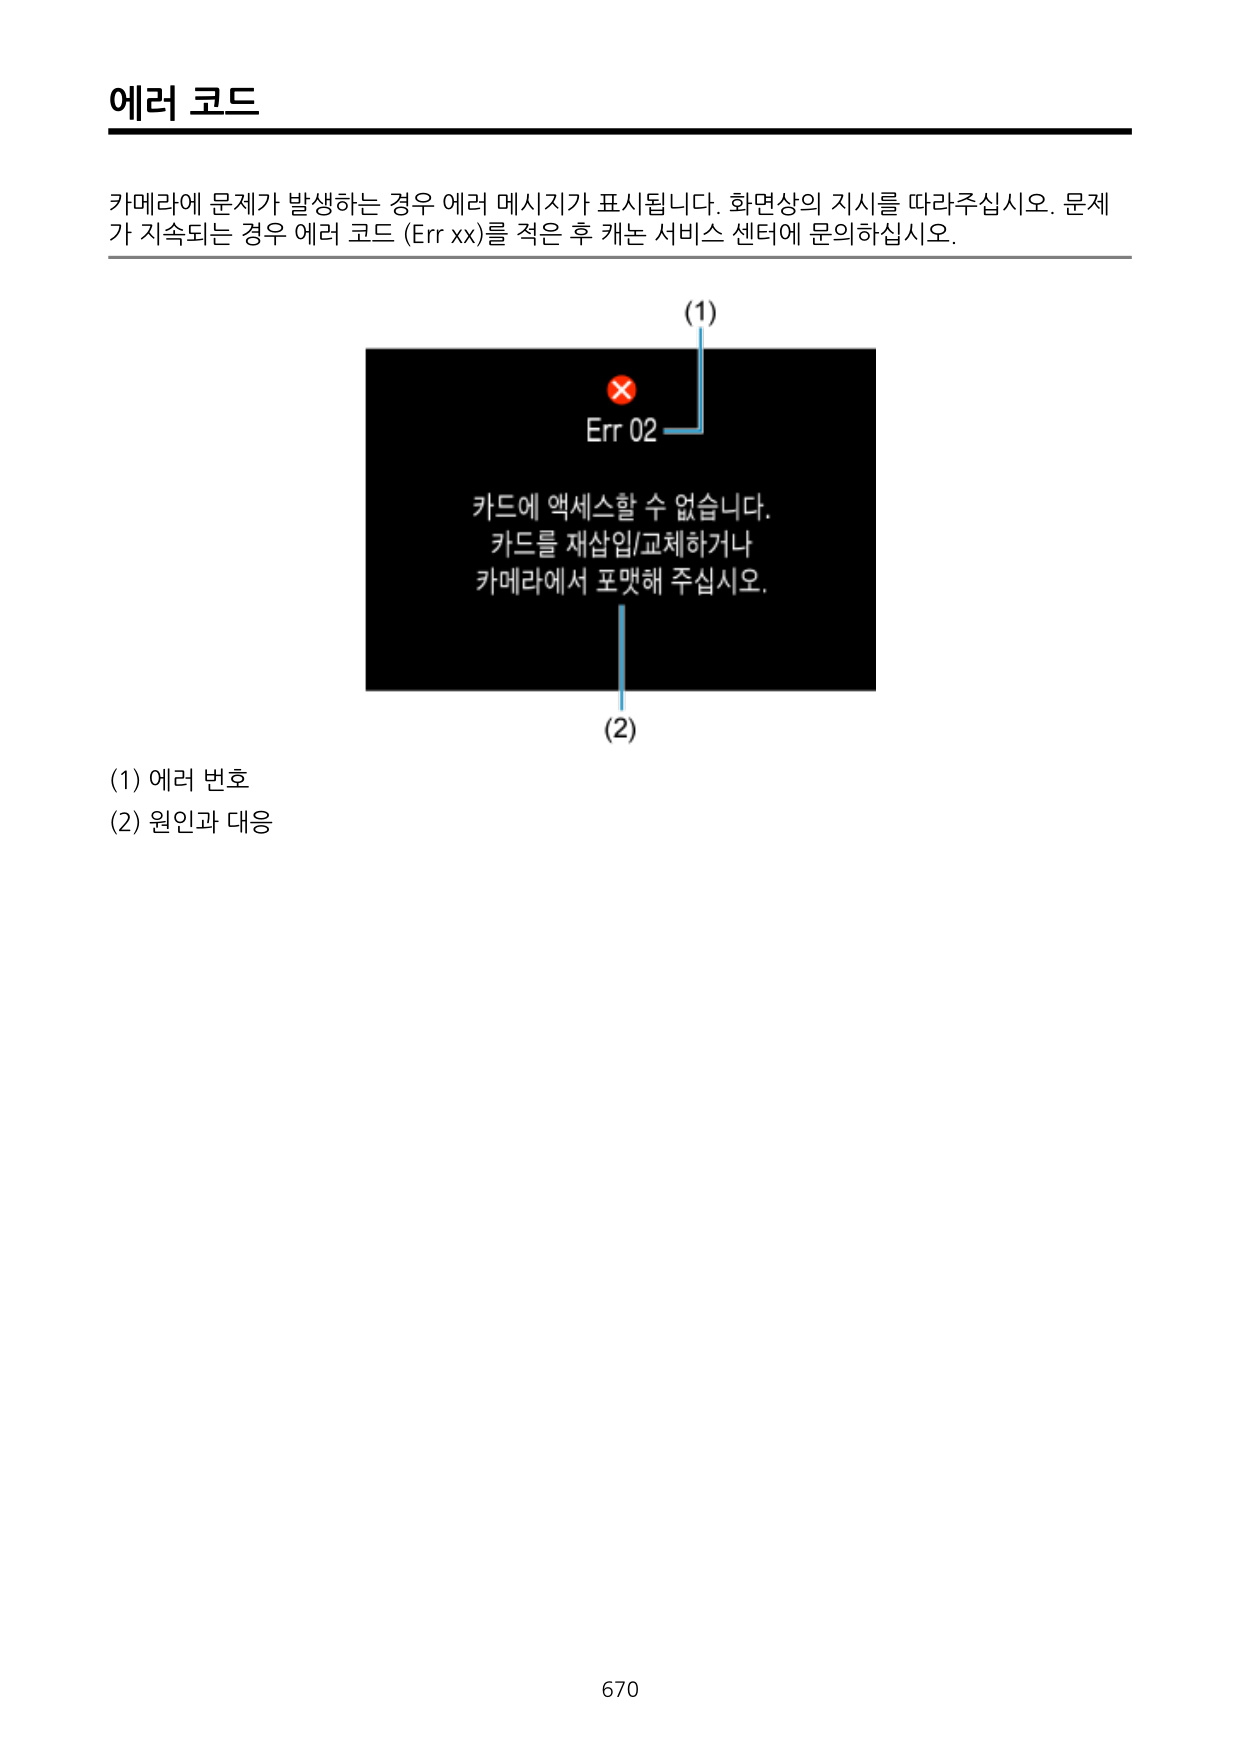 에러 코드
카메라에 문제가 발생하는 경우 에러 메시지가 표시됩니다. 화면상의 지시를 따라주십시오. 문제
가 지속되는 경우 에러 코드 (Err xx)를 적은 후 캐논 서비스 센터에 문의하십시오.
(1)
Err 02
카드에 액세스할 수 없습니다.
카드를 재삽입/교체하거나
카메라에서 포맷해 주십시오.
(2)
(1) 에러 번호
(2) 원인과 대응
670